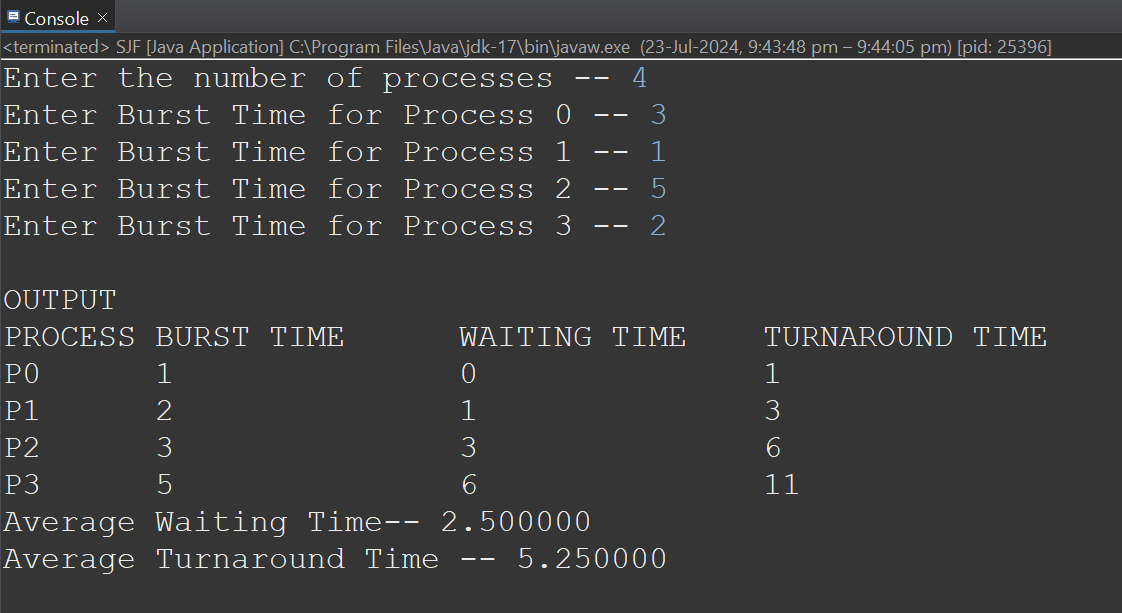 Console ×
<terminated> SJF [Java Application] C:\Program Files\Java\jdk-17\bin\javaw.exe (23-Jul-2024, 9:43:48 pm – 9:44:05 pm) [pid: 25396]
Enter the number of processes -- 4
Enter Burst Time for Process 0 -- 3
Enter Burst Time for Process 1 -- 1
Enter Burst Time for Process 2 -- 5
Enter Burst Time for Process 3 -- 2
OUTPUT
PROCESS BURST TIME WAITING TIME TURNAROUND TIME
P0 1 0 1
P1 2 1 3
P2 3 3 6
P3 5 6 11
Average Waiting Time-- 2.500000
Average Turnaround Time -- 5.250000